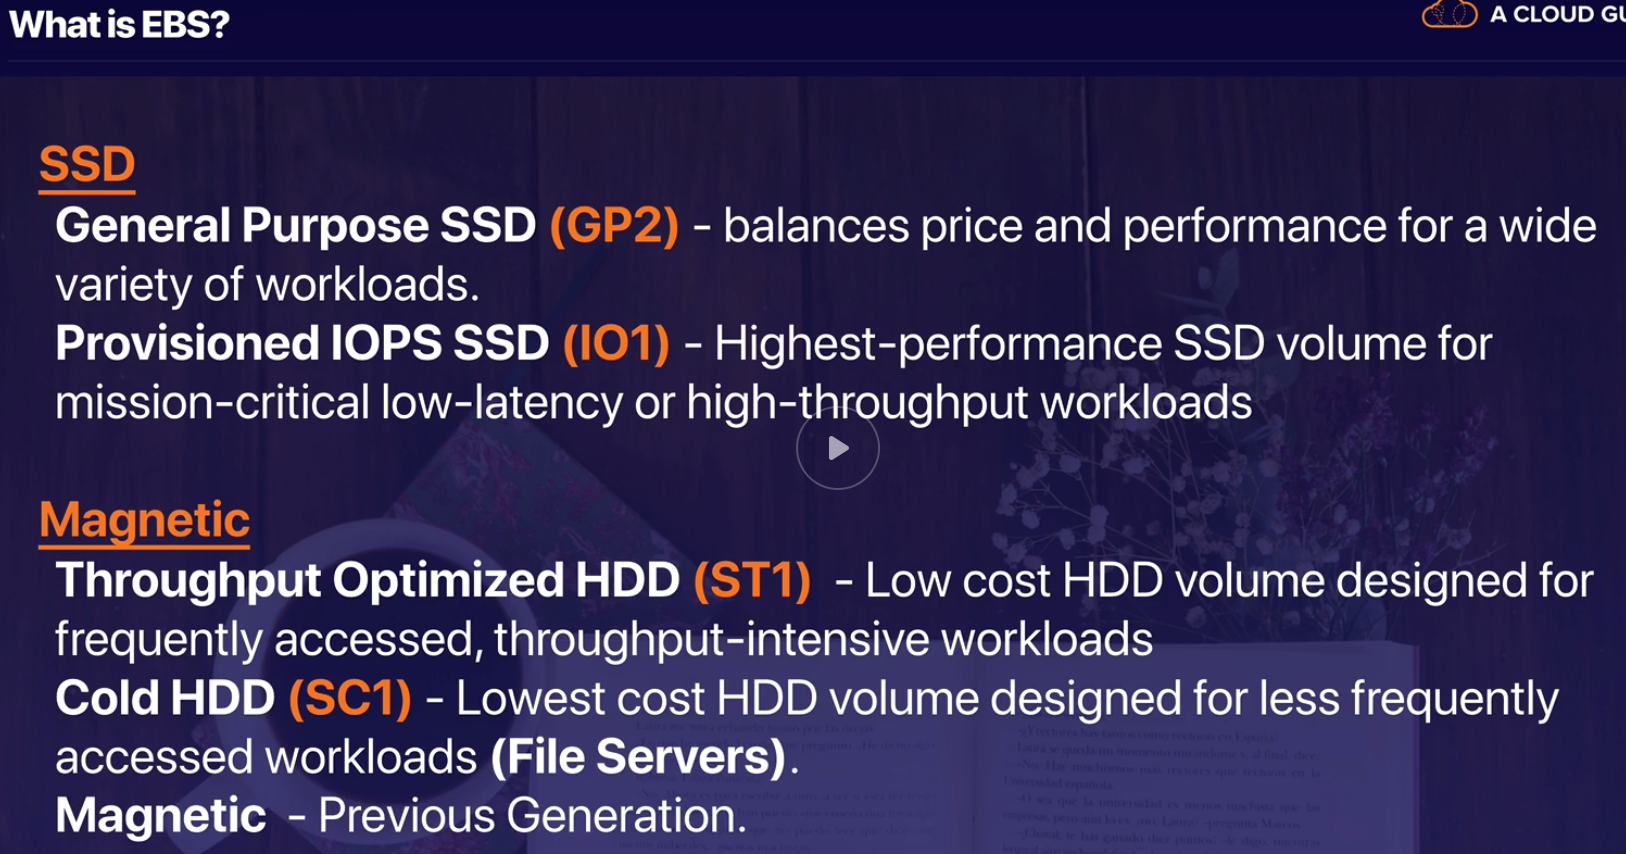 What is EBS?
A CLOUD GU
SSD
General Purpose SSD (GP2) - balances price and performance for a wide
variety of workloads.
Provisioned IOPS SSD (IO1) - Highest-performance SSD volume for
mission-critical low-latency or high-throughput workloads
Magnetic
Throughput Optimized HDD (ST1) - Low cost HDD volume designed for
frequently accessed, throughput-intensive workloads
Cold HDD (SC1) - Lowest cost HDD volume designed for less frequently
accessed workloads (File Servers).
Magnetic - Previous Generation.